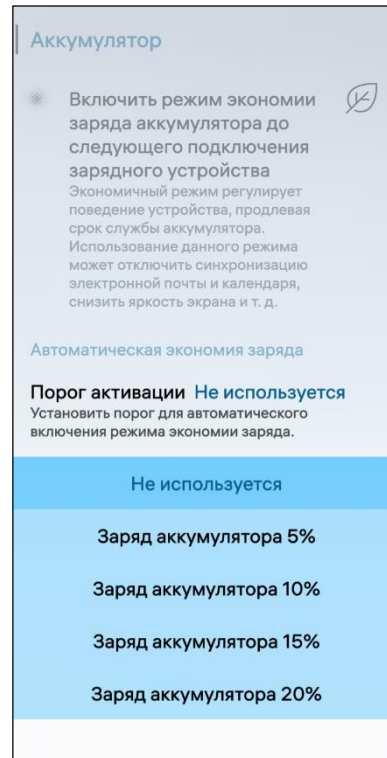 Аккумулятор
Включить режим экономии
заряда аккумулятора до
следующего подключения
зарядного устройства
Экономичный режим регулирует
поведение устройства, продлевая
срок службы аккумулятора.
Использование данного режима
может отключить синхронизацию
электронной почты и календаря,
снизить яркость экрана и т. д.
Автоматическая экономия заряда
Порог активации Не используется
Установить порог для автоматического
включения режима экономии заряда.
Не используется
Заряд аккумулятора 5%
Заряд аккумулятора 10%
Заряд аккумулятора 15%
Заряд аккумулятора 20%